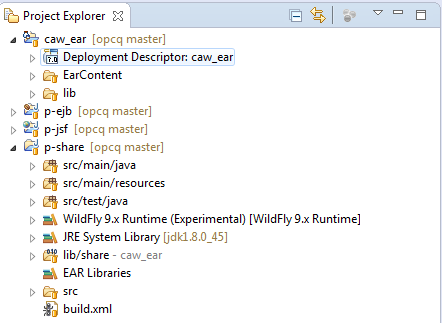 Project Explorer
caw_ear [opcq master]
Deployment Descriptor: caw_ear
EarContent
lib
p-ejb [opcq master]
p-jsf [opcq master]
p-share [opcq master]
src/main/java
src/main/resources
src/test/java
WildFly 9.x Runtime (Experimental) [WildFly 9.x Runtime]
JRE System Library [jdk1.8.0_45]
lib/share - caw_ear
EAR Libraries
src
build.xml